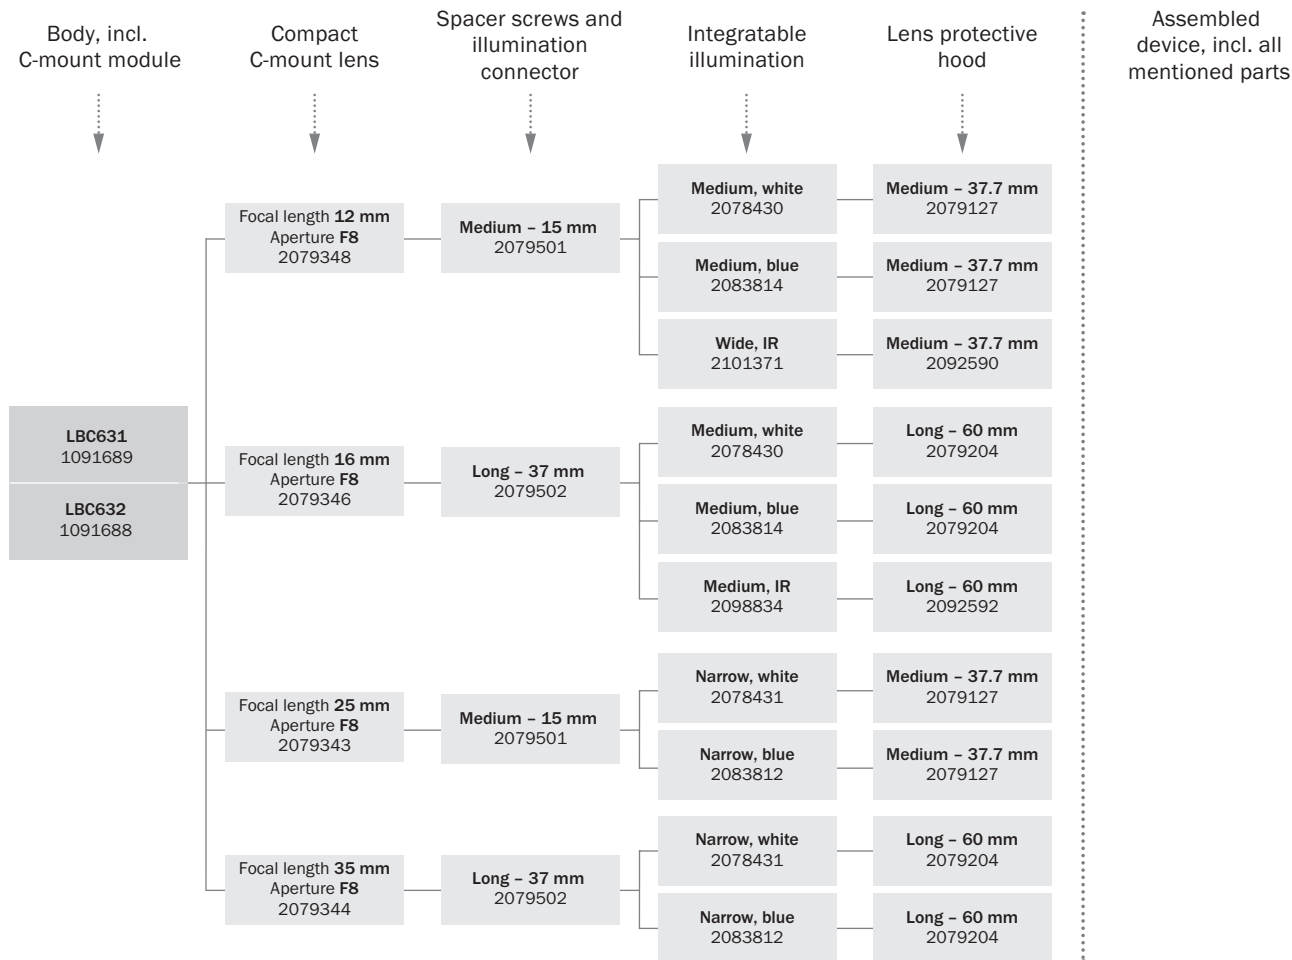 Body, incl.
C-mount module
Compact
C-mount lens
Spacer screws and
illumination
connector
Integratable
illumination
Lens protective
hood
Assembled
device, incl. all
mentioned parts
LBC631
1091689
LBC632
1091688
Focal length 12 mm
Aperture F8
2079348
Medium – 15 mm
2079501
Medium, white
2078430
Medium – 37.7 mm
2079127
Medium, blue
2083814
Medium – 37.7 mm
2079127
Wide, IR
2101371
Medium – 37.7 mm
2092590
Focal length 16 mm
Aperture F8
2079346
Long – 37 mm
2079502
Medium, white
2078430
Long – 60 mm
2079204
Medium, blue
2083814
Long – 60 mm
2079204
Medium, IR
2098834
Long – 60 mm
2092592
Focal length 25 mm
Aperture F8
2079343
Medium – 15 mm
2079501
Narrow, white
2078431
Medium – 37.7 mm
2079127
Narrow, blue
2083812
Medium – 37.7 mm
2079127
Focal length 35 mm
Aperture F8
2079344
Long – 37 mm
2079502
Narrow, white
2078431
Long – 60 mm
2079204
Narrow, blue
2083812
Long – 60 mm
2079204